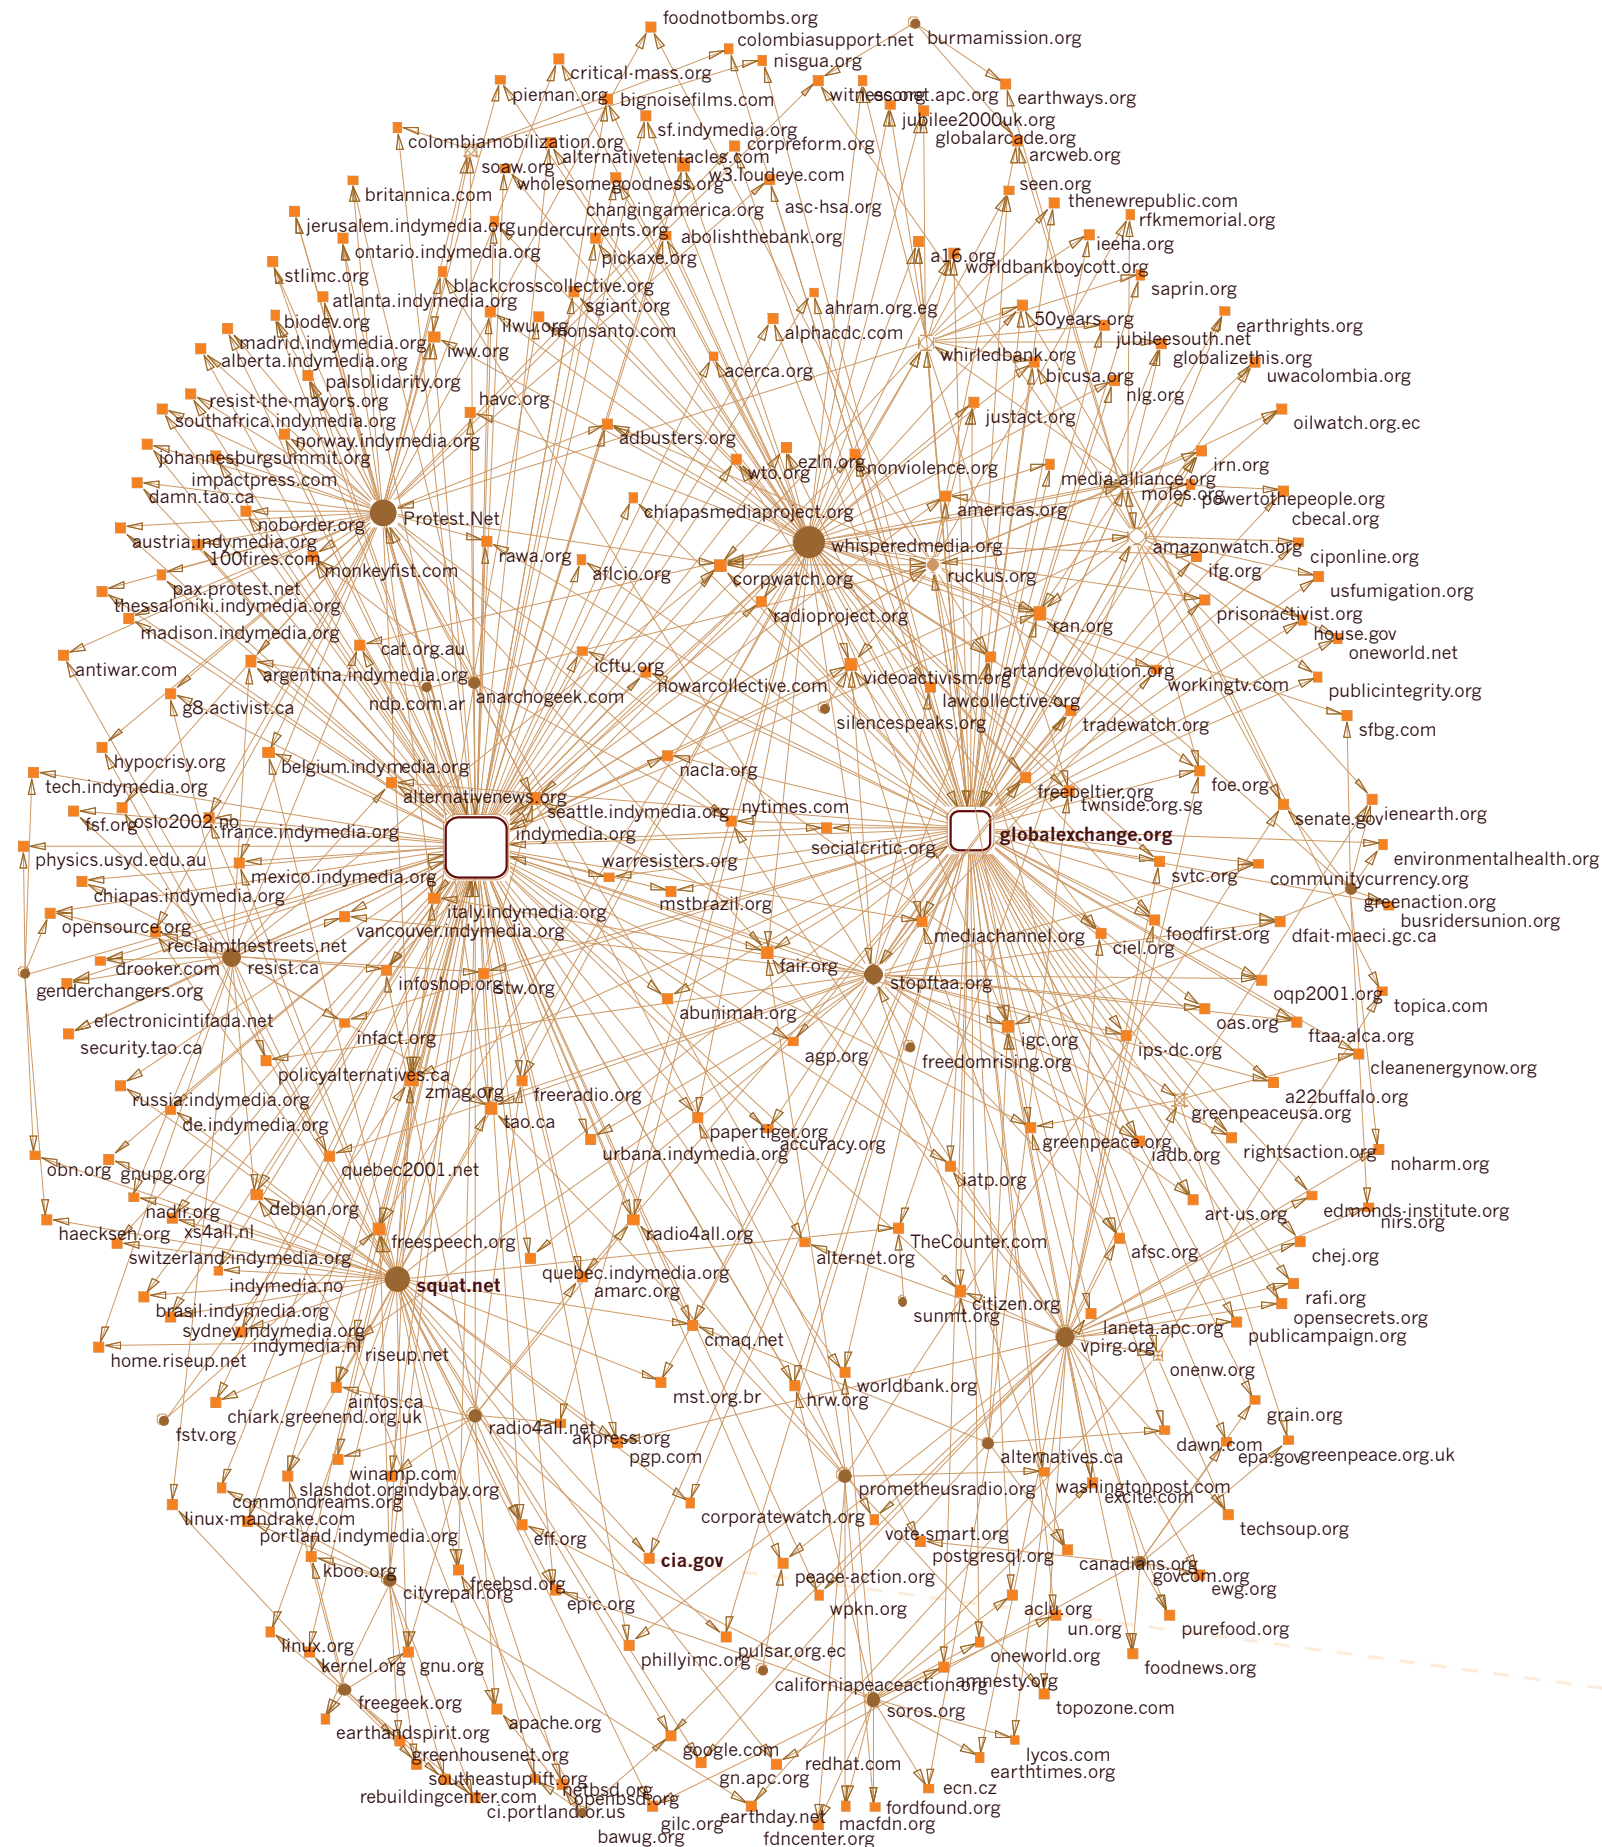 foodnotbombs.org
burmamission.org
colombiasupport.net
nisgua.org
critical-mass.org
pieman.org
bignoisefilms.com
witness.org
econet.apc.org
earthways.org
jubilee2000uk.org
sf.indymedia.org
globalarcade.org
colombiamobilization.org
corpreform.org
arcweb.org
alternativetentacles.com
soaw.org
w3.loudeye.com
wholesomegoodness.org
seen.org
britannica.com
thenewrepublic.com
asc-hsa.org
changingamerica.org
rfkmemorial.org
jerusalem.indymedia.org
undercurrents.org
abolishthebank.org
ieeha.org
ontario.indymedia.org
pickaxe.org
a16.org
worldbankboycott.org
stlimc.org
blackcrosscollective.org
saprin.org
atlanta.indymedia.org
sgiant.org
ahram.org.eg
biodev.org
ilwu.org
monsanto.com
alphacdc.com
50years.org
earthrights.org
madrid.indymedia.org
iww.org
jubileesouth.net
alberta.indymedia.org
whirledbank.org
globalizethis.org
acerca.org
bicusa.org
uwacolombia.org
palsolidarity.org
nlg.org
resist-the-mayors.org
havc.org
justact.org
southafrica.indymedia.org
oilwatch.org.ec
norway.indymedia.org
adbusters.org
johannesburgsummit.org
ezln.org
nonviolence.org
irn.org
wto.org
impactpress.com
media-alliance.org
damn.tao.ca
moles.org
powertothepeople.org
chiapasmediaproject.org
americas.org
cbecal.org
noborder.org
Protest.Net
austria.indymedia.org
whisperedmedia.org
amazonwatch.org
100fires.com
rawa.org
ciponline.org
monkeyfist.com
aflcio.org
corpwatch.org
ruckus.org
ifg.org
pax.protest.net
usfumigation.org
thessaloniki.indymedia.org
radioproject.org
prisonactivist.org
madison.indymedia.org
ran.org
house.gov
cat.org.au
oneworld.net
antiwar.com
icftu.org
argentina.indymedia.org
nowarcollective.com
videoactivism.org
artandrevolution.org
workingtv.com
publicintegrity.org
anarchogeek.com
ndp.com.ar
g8.activist.ca
lawcollective.org
silencespeaks.org
tradewatch.org
sfbg.com
hypocrisy.org
belgium.indymedia.org
nacla.org
tech.indymedia.org
foe.org
alternativenews.org
freepeltier.org
twnside.org.sg
seattle.indymedia.org
nytimes.com
fsf.org
oslo2002.no
senate.gov
ienearth.org
france.indymedia.org
indymedia.org
globalexchange.org
socialcritic.org
physics.usyd.edu.au
warresisters.org
environmentalhealth.org
mexico.indymedia.org
svtc.org
communitycurrency.org
chiapas.indymedia.org
mstbrazil.org
greenaction.org
italy.indymedia.org
busridersunion.org
opensource.org
vancouver.indymedia.org
mediachannel.org
foodfirst.org
dfait-maeci.gc.ca
reclaimthestreets.net
ciel.org
drooker.com
resist.ca
fair.org
infoshop.org
stw.org
stopftaa.org
genderchangers.org
oqp2001.org
topica.com
electronicintifada.net
abunimah.org
oas.org
infact.org
igc.org
ftaa-alca.org
security.tao.ca
agp.org
ips-dc.org
freedomrising.org
cleanenergynow.org
policyalternatives.ca
zmag.org
freeradio.org
a22buffalo.org
russia.indymedia.org
greenpeaceusa.org
de.indymedia.org
tao.ca
papertiger.org
accuracy.org
greenpeace.org
urbana.indymedia.org
iadb.org
rightsaction.org
noharm.org
obn.org
gnupg.org
quebec2001.net
iatp.org
nadir.org
debian.org
art-us.org
edmonds-institute.org
nirs.org
haecksen.org
xs4all.nl
freespeech.org
radio4all.org
TheCounter.com
afsc.org
chej.org
switzerland.indymedia.org
alternet.org
quebec.indymedia.org
indymedia.no
squat.net
amarc.org
rafi.org
brasil.indymedia.org
sunmt.org
citizen.org
opensecrets.org
sydney.indymedia.org
laneta.apc.org
publicampaign.org
indymedia.nl
cmaq.net
vpirg.org
home.riseup.net
riseup.net
onenw.org
worldbank.org
mst.org.br
hrw.org
ainfos.ca
chiark.greenend.org.uk
grain.org
fstv.org
radio4all.net
akpress.org
dawn.com
pgp.com
alternatives.ca
epa.gov
greenpeace.org.uk
winamp.com
slashdot.org
indybay.org
prometheusradio.org
washingtonpost.com
excite.com
commondreams.org
linux-mandrake.com
corporatewatch.org
portland.indymedia.org
eff.org
vote-smart.org
techsoup.org
postgresql.org
cia.gov
canadians.org
kboo.org
freebsd.org
peace-action.org
govcom.org
cityrepair.org
ewg.org
epic.org
wpkn.org
aclu.org
un.org
purefood.org
linux.org
pulsar.org.ec
phillyimc.org
oneworld.org
kernel.org
gnu.org
foodnews.org
californiapeaceaction.org
amnesty.org
freegeek.org
soros.org
topozone.com
apache.org
earthandspirit.org
google.com
greenhousenet.org
lycos.com
redhat.com
earthtimes.org
gn.apc.org
southeastuplift.org
netbsd.org
ecn.cz
rebuildingcenter.com
openbsd.org
ci.portland.or.us
fordfound.org
earthday.net
gilc.org
macfdn.org
bawug.org
fdncenter.org